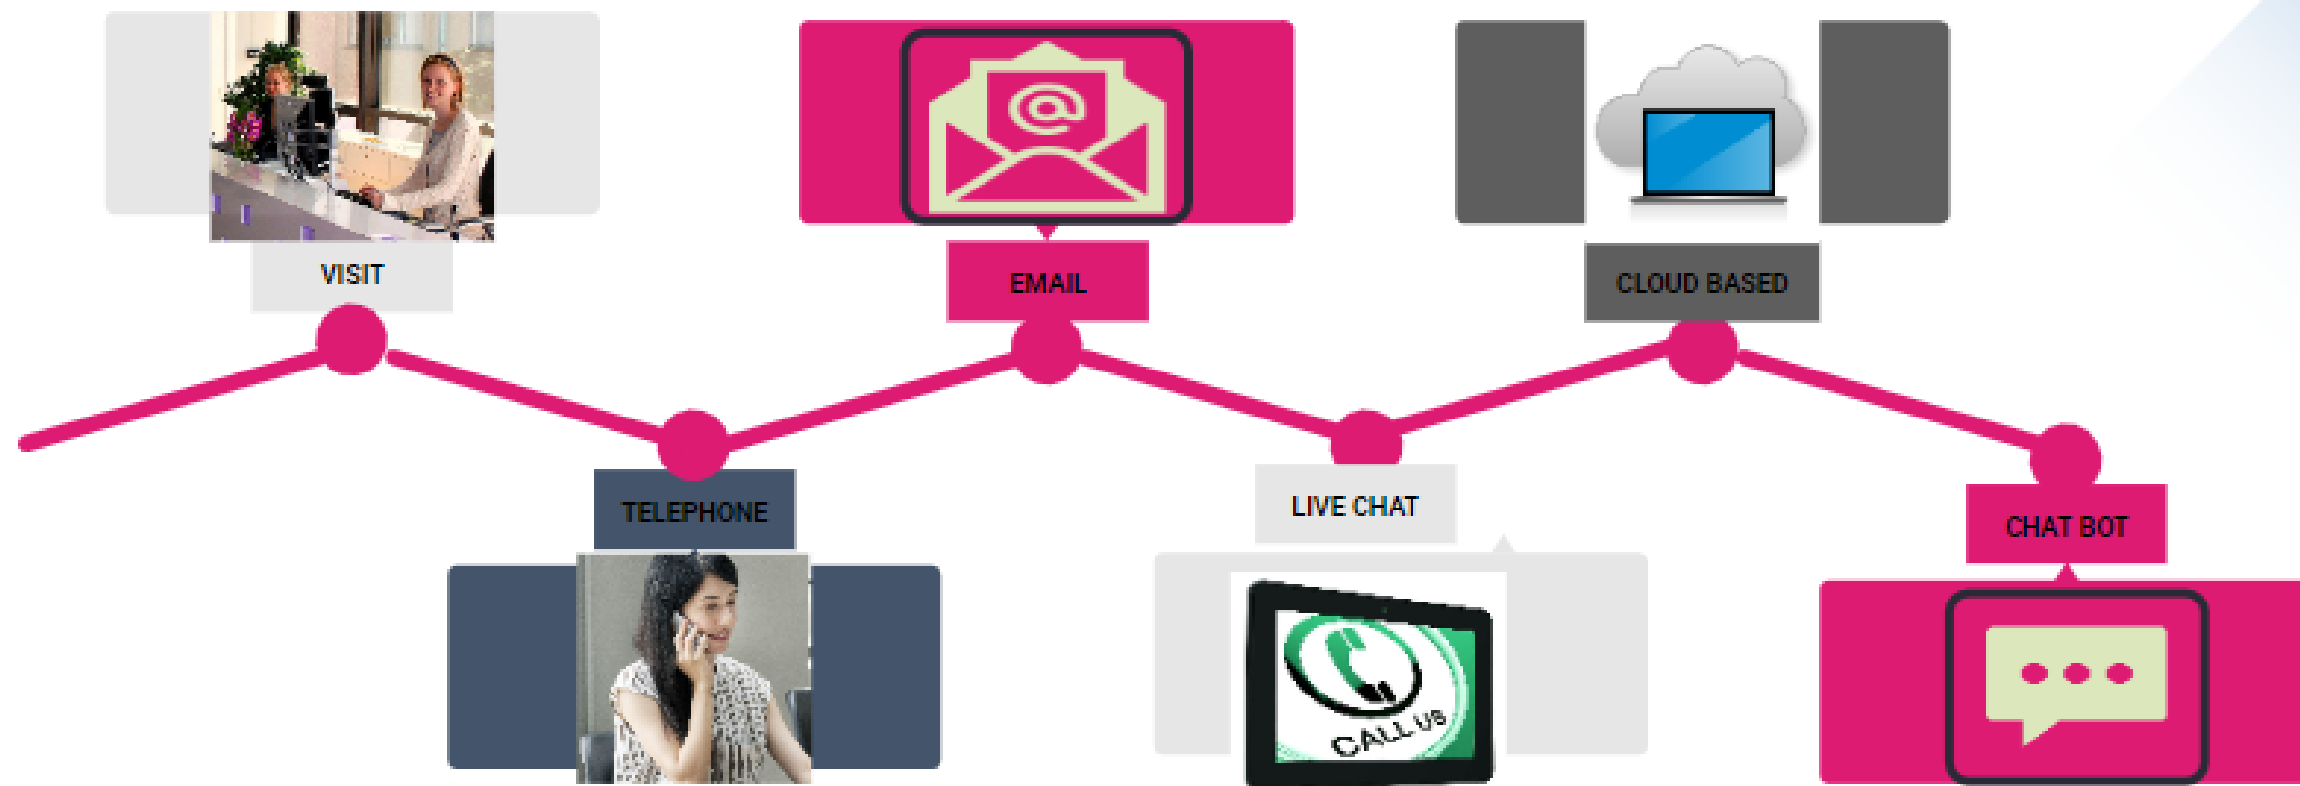 VISIT
TELEPHONE
EMAIL
@
LIVE CHAT
CALL US
CLOUD BASED
CHAT BOT